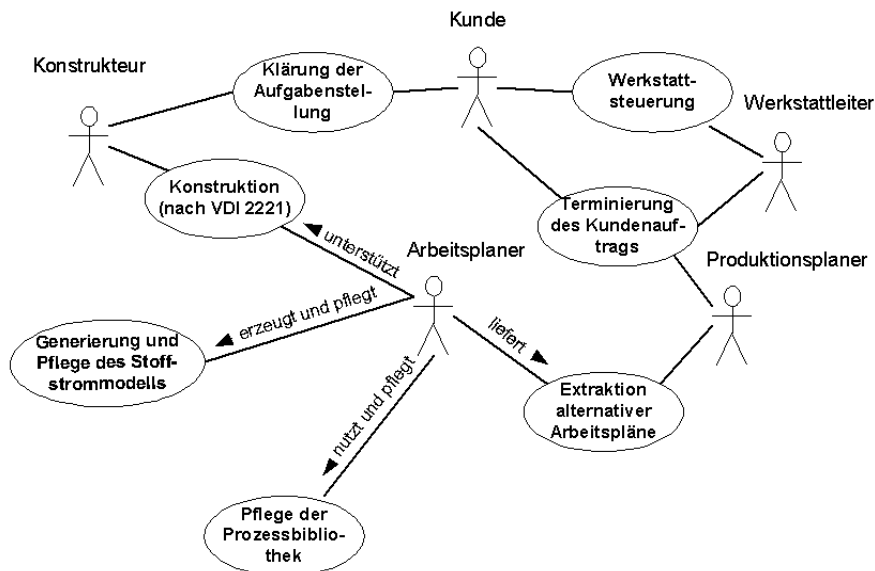 Kunde
Konstrukteur
Klärung der
Aufgabenstel-
lung
Werkstatt-
steuerung
Werkstattleiter
Konstruktion
(nach VDI 2221)
Terminierung
des Kundenauf-
trags
unterstützt
Arbeitsplaner
Produktionsplaner
erzeugt und pflegt
Generierung und
Pflege des Stoff-
strommodells
liefert
nutzt und pflegt
Extraktion
alternativer
Arbeitspläne
Pflege der
Prozessbiblio-
thek